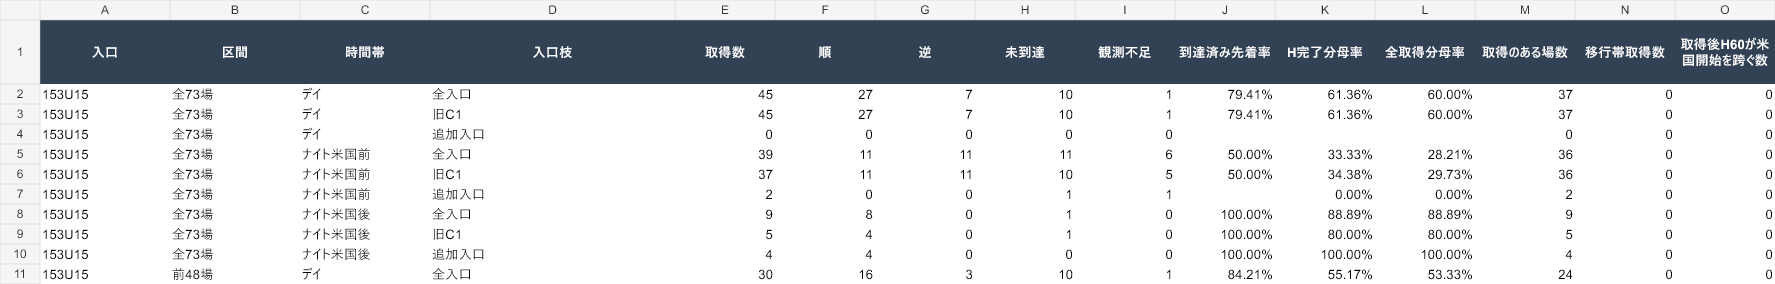 A B C D E F G H I J K L M N O
1 入口 区間 時間帯 入口枝 取得数 順 逆 未到達 観測不足 到達済み先着率 H完了分母率 全取得分母率 取得のある場数 移行帯取得数 取得後H60が米
国開始を跨ぐ数
2 153U15 全73場 デイ 全入口 45 27 7 10 1 79.41% 61.36% 60.00% 37 0 0
3 153U15 全73場 デイ 旧C1 45 27 7 10 1 79.41% 61.36% 60.00% 37 0 0
4 153U15 全73場 デイ 追加入口 0 0 0 0 0 0 0 0
5 153U15 全73場 ナイト米国前 全入口 39 11 11 11 6 50.00% 33.33% 28.21% 36 0 0
6 153U15 全73場 ナイト米国前 旧C1 37 11 11 10 5 50.00% 34.38% 29.73% 36 0 0
7 153U15 全73場 ナイト米国前 追加入口 2 0 0 1 1 0.00% 0.00% 2 0 0
8 153U15 全73場 ナイト米国後 全入口 9 8 0 1 0 100.00% 88.89% 88.89% 9 0 0
9 153U15 全73場 ナイト米国後 旧C1 5 4 0 1 0 100.00% 80.00% 80.00% 5 0 0
10 153U15 全73場 ナイト米国後 追加入口 4 4 0 0 0 100.00% 100.00% 100.00% 4 0 0
11 153U15 前48場 デイ 全入口 30 16 3 10 1 84.21% 55.17% 53.33% 24 0 0